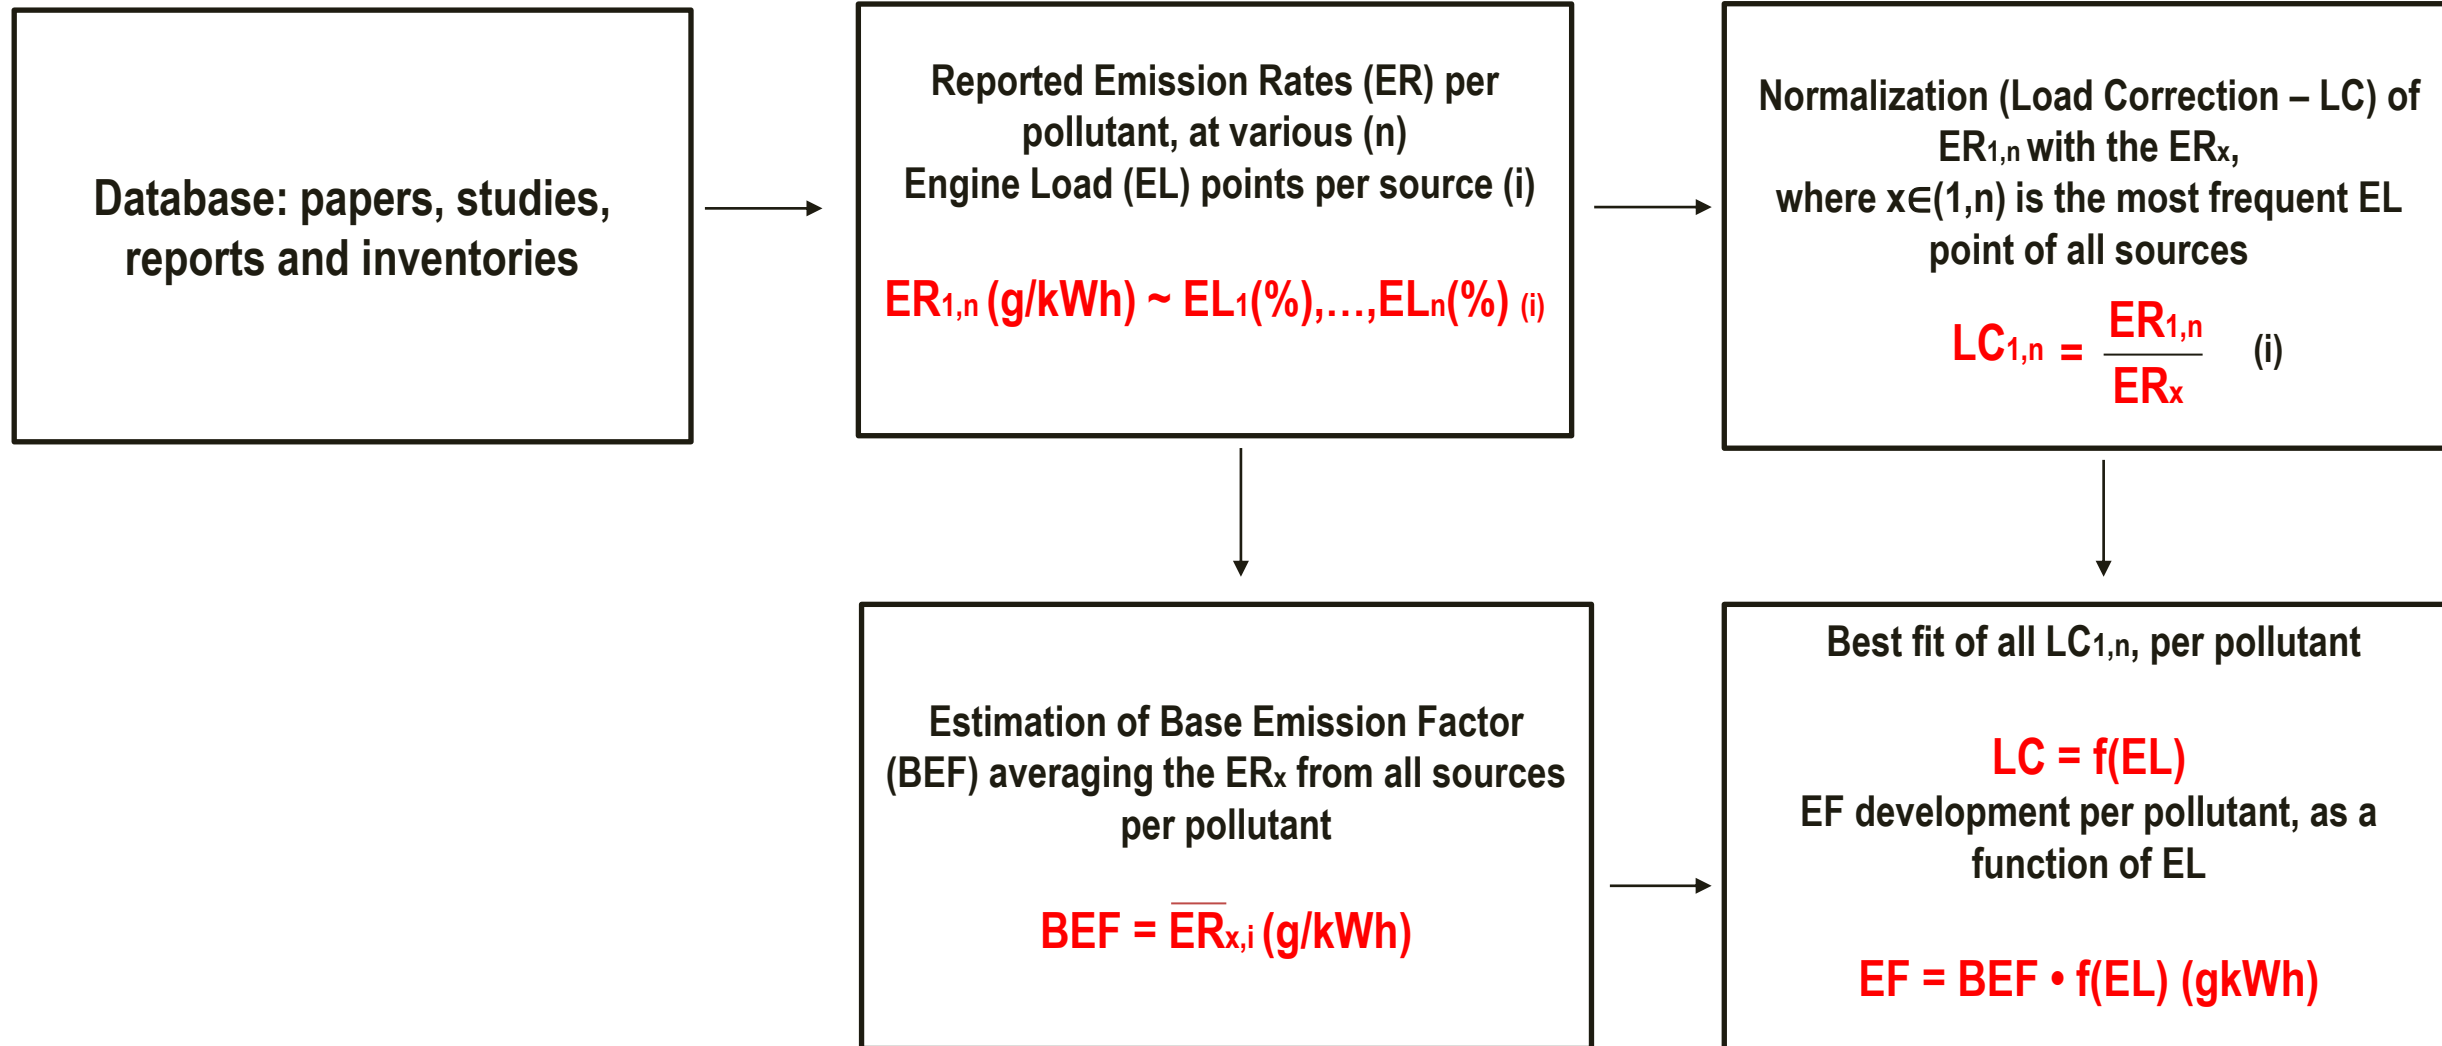 Database: papers, studies,
reports and inventories
Reported Emission Rates (ER) per
pollutant, at various (n)
Engine Load (EL) points per source (i)
ER1,n (g/kWh) ~ EL1(%),...,ELn(%) (i)
Normalization (Load Correction – LC) of
ER1,n with the ERx,
where x∈(1,n) is the most frequent EL
point of all sources
LC1,n = ER1,n / ERx (i)
Estimation of Base Emission Factor
(BEF) averaging the ERx from all sources
per pollutant
BEF = E̅R̅x,i (g/kWh)
Best fit of all LC1,n, per pollutant
LC = f(EL)
EF development per pollutant, as a
function of EL
EF = BEF • f(EL) (gkWh)